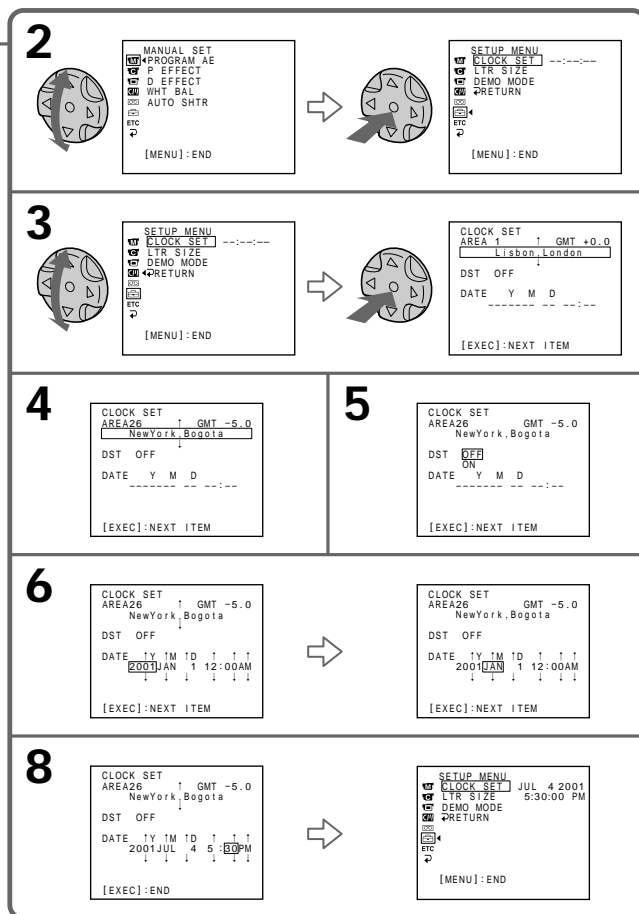 2
MANUAL SET
PROGRAM AE
P EFFECT
D EFFECT
WHT BAL
AUTO SHTR
ETC
[MENU]:END
SETUP MENU
CLOCK SET --:--:--
LTR SIZE
DEMO MODE
RETURN
ETC
[MENU]:END
3
SETUP MENU
CLOCK SET --:--:--
LTR SIZE
DEMO MODE
RETURN
ETC
[MENU]:END
CLOCK SET
AREA 1 ↑ GMT +0.0
Lisbon,London
↓
DST OFF
DATE Y M D
------- -- --:--
[EXEC]:NEXT ITEM
4
CLOCK SET
AREA26 ↑ GMT -5.0
NewYork,Bogota
↓
DST OFF
DATE Y M D
------- -- --:--
[EXEC]:NEXT ITEM
5
CLOCK SET
AREA26 GMT -5.0
NewYork,Bogota
DST OFF
ON
DATE Y M D
------- -- --:--
[EXEC]:NEXT ITEM
6
CLOCK SET
AREA26 ↑ GMT -5.0
NewYork,Bogota
↓
DST OFF
DATE ↑Y ↑M ↑D ↑ ↑ ↑
2001 JAN 1 12:00AM
↓ ↓ ↓ ↓ ↓ ↓
[EXEC]:NEXT ITEM
CLOCK SET
AREA26 ↑ GMT -5.0
NewYork,Bogota
↓
DST OFF
DATE ↑Y ↑M ↑D ↑ ↑ ↑
2001 JAN 1 12:00AM
↓ ↓ ↓ ↓ ↓ ↓
[EXEC]:NEXT ITEM
8
CLOCK SET
AREA26 ↑ GMT -5.0
NewYork,Bogota
↓
DST OFF
DATE ↑Y ↑M ↑D ↑ ↑ ↑
2001 JUL 4 5:30PM
↓ ↓ ↓ ↓ ↓ ↓
[EXEC]:END
SETUP MENU
CLOCK SET JUL 4 2001
LTR SIZE 5:30:00 PM
DEMO MODE
RETURN
ETC
[MENU]:END